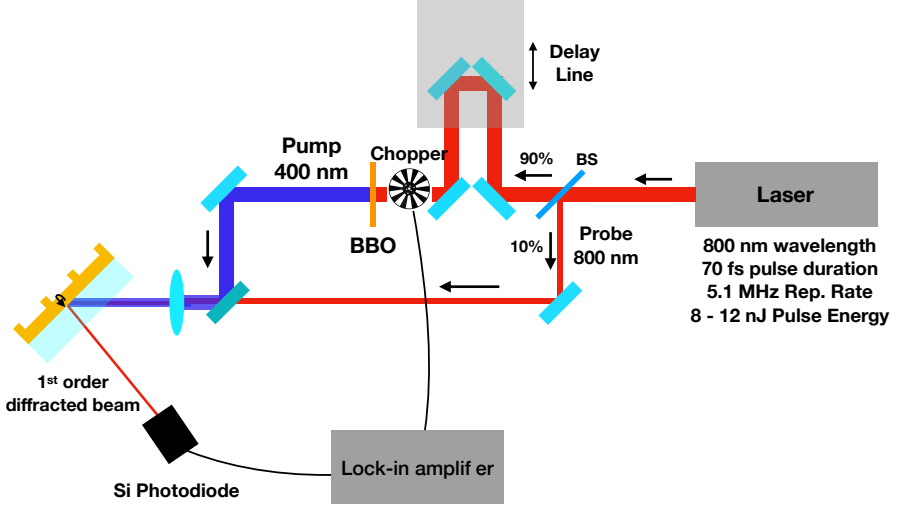 Delay
Line
Pump
400 nm
Chopper
90%
BS
Laser
BBO
10%
Probe
800 nm
800 nm wavelength
70 fs pulse duration
5.1 MHz Rep. Rate
8 - 12 nJ Pulse Energy
1st order
diffracted beam
Lock-in amplif er
Si Photodiode